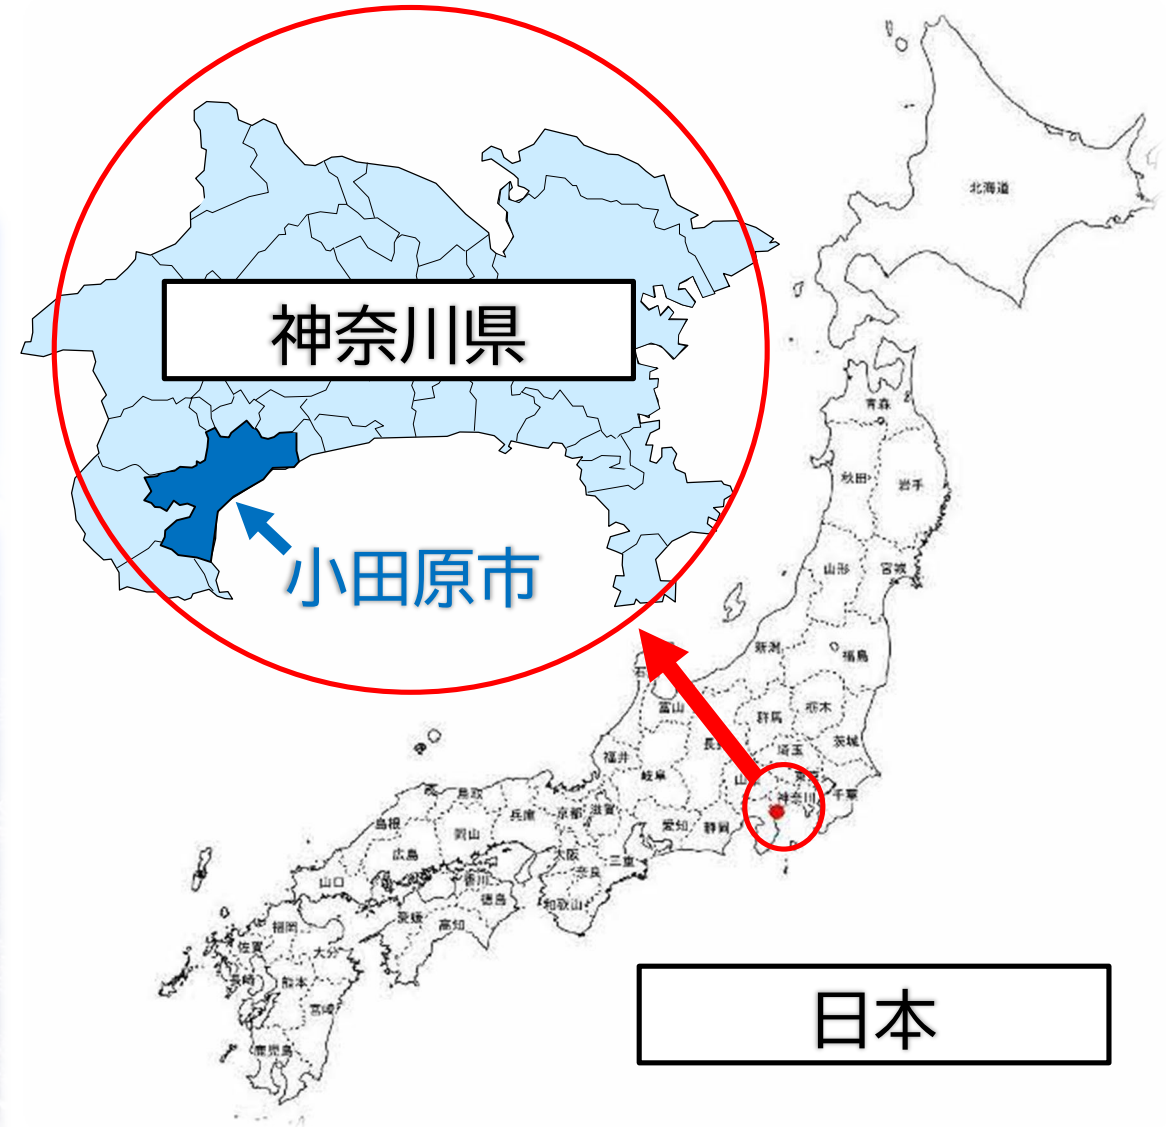 神奈川県
小田原市
北海道
青森
秋田
岩手
山形
宮城
新潟
福島
石
富山
群馬
栃木
長
福井
岐阜
埼玉
茨城
山
東京
神奈川
千葉
鳥取
兵庫
京都
滋賀
愛知
静岡
島根
岡山
広島
大阪
三重
奈良
山口
香川
徳島
和歌山
愛媛
高知
福岡
佐賀
大分
長崎
熊本
宮崎
鹿児島
日本